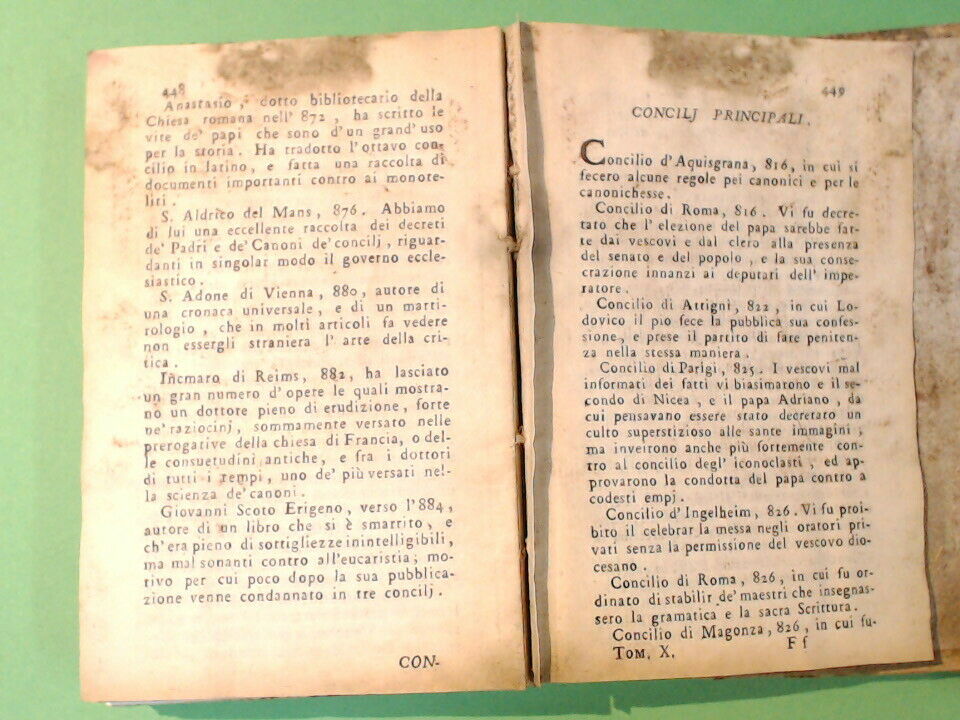 448
Anastasio, dotto bibliotecario della
Chiesa romana nell' 872, ha scritto le
vite de' papi che sono d'un grand' uso
per la storia. Ha tradotto l'ottavo con-
cilio in latino, e fatta una raccolta di
documenti importanti contro ai monote-
liti.
S. Aldrico del Mans, 876. Abbiamo
di lui una eccellente raccolta dei decreti
de' Padri e de' Canoni de' concilj, riguar-
danti in singolar modo il governo eccle-
siastico.
S. Adone di Vienna, 880, autore di
una cronaca universale, e di un marti-
rologio, che in molti articoli fa vedere
non essergli straniera l' arte della cri-
tica.
Incmaro di Reims, 882, ha lasciato
un gran numero d'opere le quali mostra-
no un dottore pieno di erudizione, forte
ne' raziocinj, sommamente versato nelle
prerogative della chiesa di Francia, o del-
le consuetudini antiche, e fra i dottori
di tutti i tempi, uno de' più versati nel-
la scienza de' canoni.
Giovanni Scoto Erigeno, verso l'884,
autore di un libro che si è smarrito, e
ch'era pieno di sottigliezze inintelligibili,
ma mal sonanti contro all'eucaristia; mo-
tivo per cui poco dopo la sua pubblica-
zione venne condannato in tre concilj.
CON-
449
CONCILJ PRINCIPALI.
Concilio d'Aquisgrana, 816, in cui si
fecero alcune regole pei canonici e per le
canonichesse.
Concilio di Roma, 816. Vi fu decre-
tato che l' elezione del papa sarebbe fat-
te dai vescovi e dal clero alla presenza
del senato e del popolo, e la sua conse-
crazione innanzi ai deputati dell' impe-
ratore.
Concilio di Attignì, 822, in cui Lo-
dovico il pio fece la pubblica sua confes-
sione, e prese il partito di fare peniten-
za nella stessa maniera.
Concilio di Parigi, 825. I vescovi mal
informati dei fatti vi biasimarono e il se-
condo di Nicea, e il papa Adriano, da
cui pensavano essere stato decretato un
culto superstizioso alle sante immagini;
ma inveirono anche più fortemente con-
tro al concilio degl' iconoclasti, ed ap-
provarono la condotta del papa contro a
codesti empj.
Concilio d' Ingelheim, 826. Vi fu proi-
bito il celebrar la messa negli oratori pri-
vati senza la permissione del vescovo dio-
cesano.
Concilio di Roma, 826, in cui fu or-
dinato di stabilir de' maestri che insegnas-
sero la gramatica e la sacra Scrittura.
Concilio di Magonza, 826, in cui fu-
TOM. X. F f